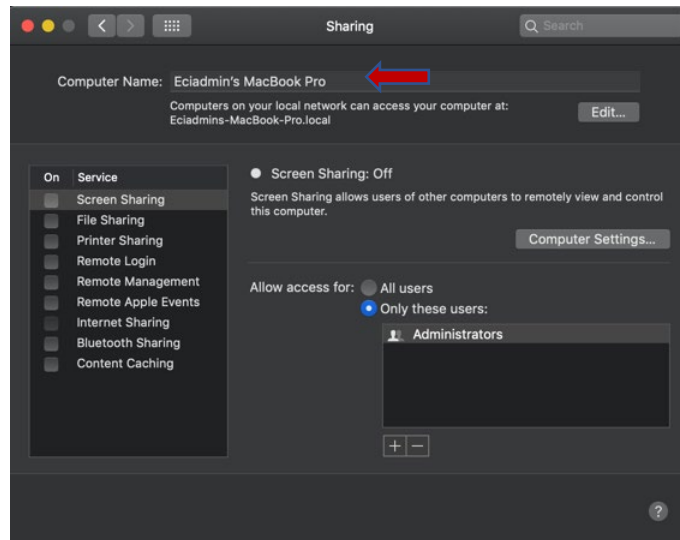 Sharing
Search
Computer Name: Eciadmin's MacBook Pro
Computers on your local network can access your computer at:
Eciadmins-MacBook-Pro.local
Edit...
On Service
Screen Sharing
File Sharing
Printer Sharing
Remote Login
Remote Management
Remote Apple Events
Internet Sharing
Bluetooth Sharing
Content Caching
Screen Sharing: Off
Screen Sharing allows users of other computers to remotely view and control
this computer.
Computer Settings...
Allow access for: All users
Only these users:
Administrators
+ −
?